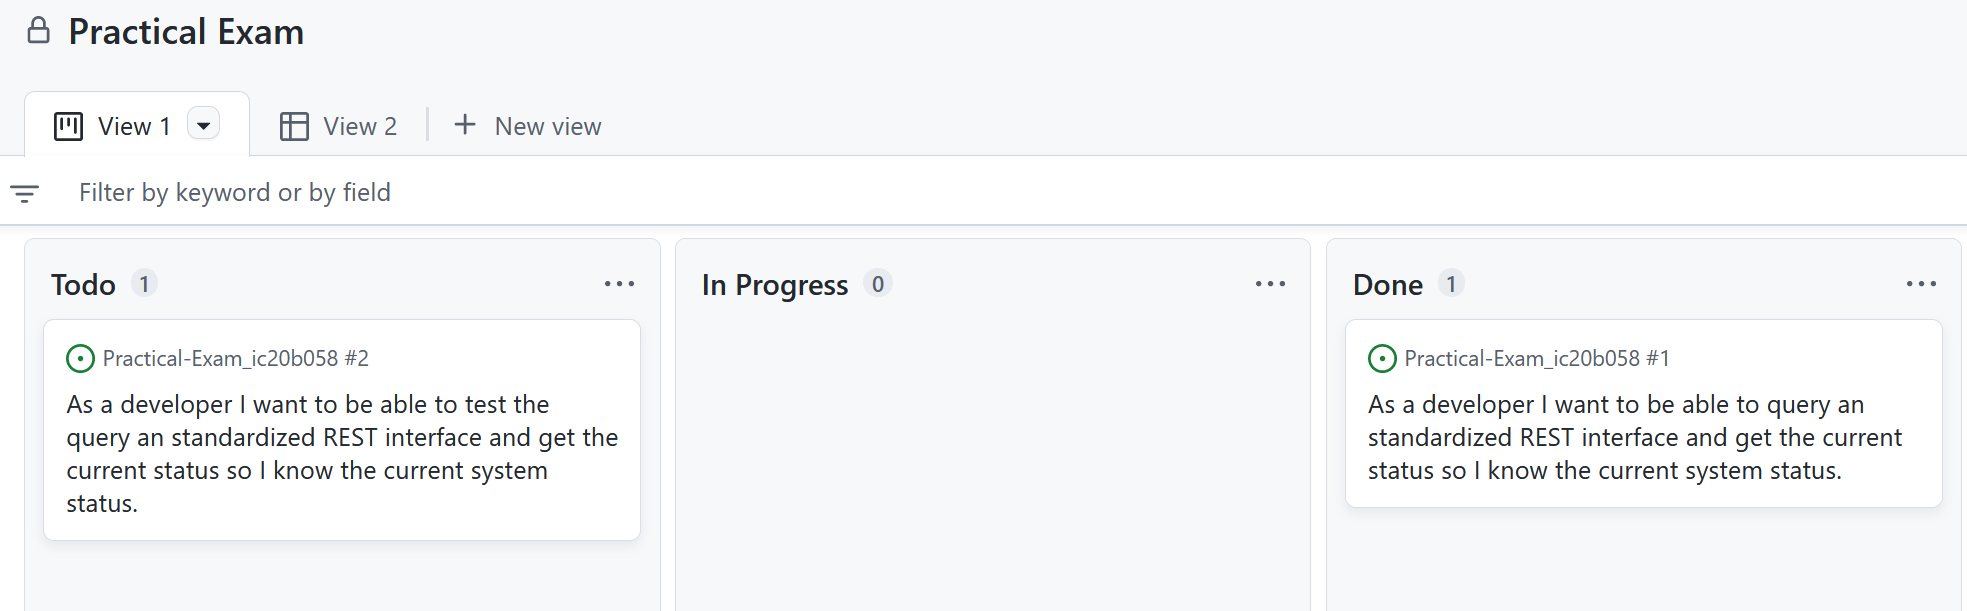 Practical Exam
View 1
View 2
New view
Filter by keyword or by field
Todo 1
Practical-Exam_ic20b058 #2
As a developer I want to be able to test the
query an standardized REST interface and get the
current status so I know the current system
status.
In Progress 0
Done 1
Practical-Exam_ic20b058 #1
As a developer I want to be able to query an
standardized REST interface and get the current
status so I know the current system status.